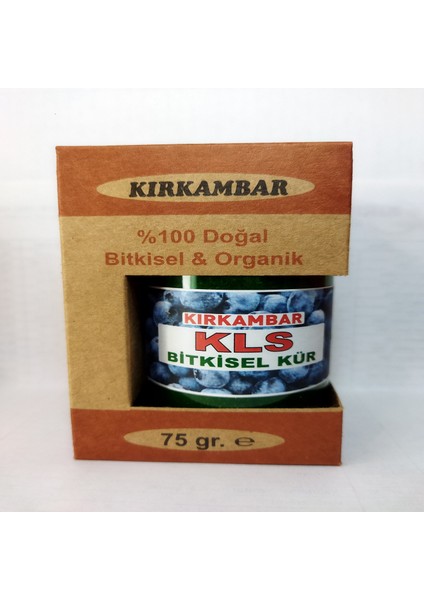 KIRKAMBAR
%100 Doğal
Bitkisel & Organik
KIRKAMBAR
KLS
BİTKİSEL KÜR
75 gr. ℮